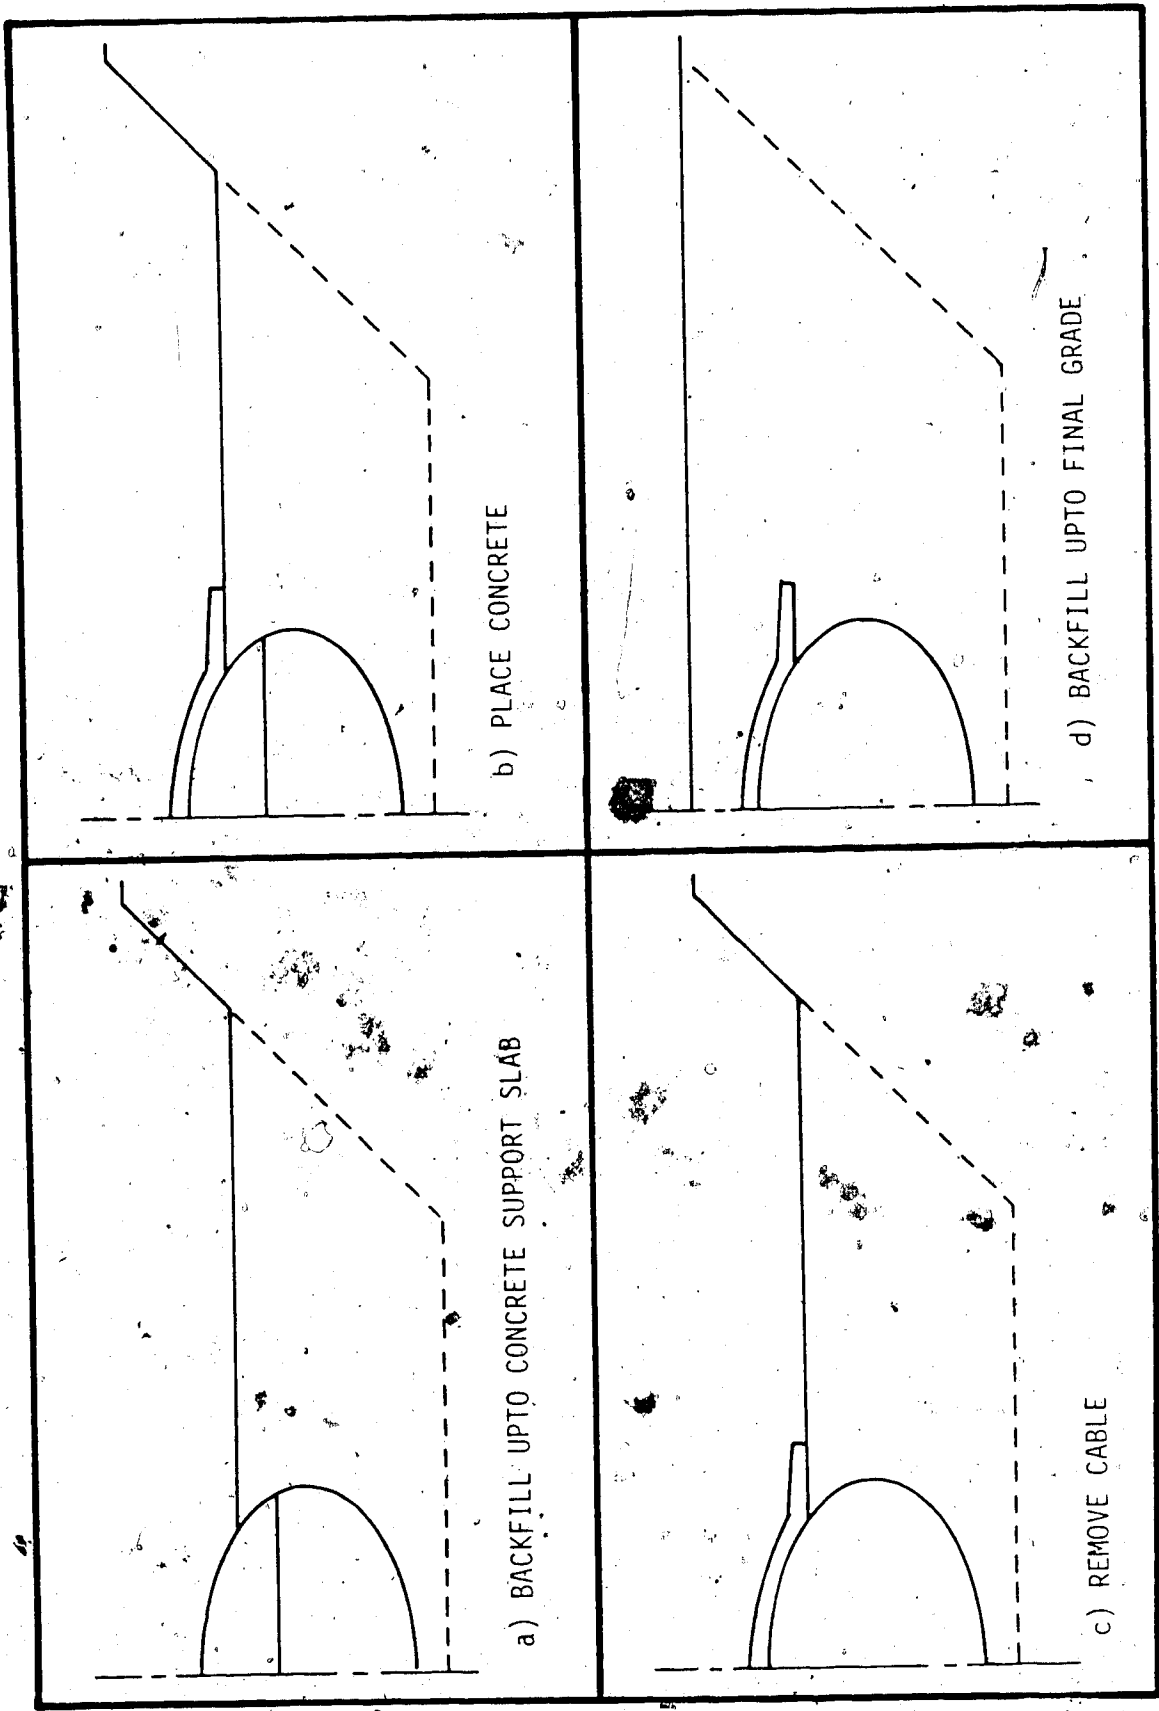 a) BACKFILL UPTO CONCRETE SUPPORT SLAB
b) PLACE CONCRETE
c) REMOVE CABLE
d) BACKFILL UPTO FINAL GRADE